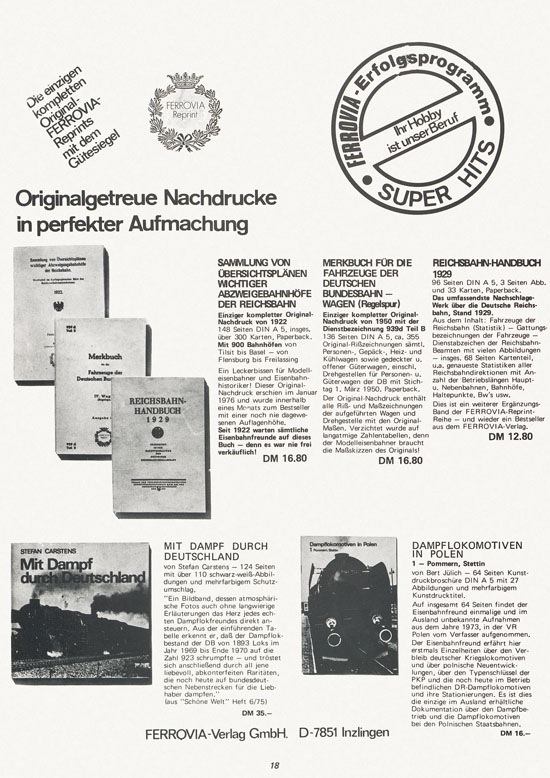 Die einzigen
kompletten
Original-
FERROVIA-
Reprints
mit dem
Gütesiegel
FERROVIA
Reprint
FERROVIA-Erfolgsprogramm
Ihr Hobby
ist unser Beruf
SUPER HITS
Originalgetreue Nachdrucke
in perfekter Aufmachung
Merkbuch
für die
Fahrzeuge der
REICHSBAHN-
HANDBUCH
1929
SAMMLUNG VON
ÜBERSICHTSPLÄNEN
WICHTIGER
ABZWEIGEBAHNHÖFE
DER REICHSBAHN
Einziger kompletter Original-
Nachdruck von 1922
148 Seiten DIN A 5, insges,
über 300 Karten, Paperback.
Mit 900 Bahnhöfen von
Tilsit bis Basel — von
Flensburg bis Freilassing
Ein Leckerbissen für Modell-
eisenbahner und Eisenbahn-
historiker! Dieser Original-
Nachdruck erschien im Januar
1976 und wurde innerhalb
eines Monats zum Bestseller
mit einer noch nie dagewe-
senen Auflagenhöhe.
Seit 1922 warten sämtliche
Eisenbahnfreunde auf dieses
Buch — denn es war nie frei
verkäuflich!
DM 16.80
MERKBUCH FÜR DIE
FAHRZEUGE DER
DEUTSCHEN
BUNDESBAHN —
WAGEN (Regelspur)
Einziger kompletter Original-
Nachdruck von 1950 mit der
Dienstbezeichnung 939d Teil B
136 Seiten DIN A 5, ca, 355
Original-Rißzeichnungen sämtl,
Personen-, Gepäck-, Heiz- und
Kühlwagen sowie gedeckter u.
offener Güterwagen, einschl,
Drehgestellen für Personen- u,
Güterwagen der DB mit Stich-
tag 1. März 1950. Paperback.
Der Original-Nachdruck enthält
alle Riß- und Maßzeichnungen
der aufgeführten Wagen und
Drehgestelle mit den Original-
Maßen. Verzichtet wurde auf
langatmige Zahlentabellen, denn
der Modelleisenbahner braucht
die Maßskizzen des Originals!
DM 16.80
REICHSBAHN-HANDBUCH
1929
96 Seiten DIN A 5, 3 Seiten Abb.
und 33 Karten, Paperback.
Das umfassendste Nachschlage-
Werk über die Deutsche Reichs-
bahn, Stand 1929.
Aus dem Inhalt: Fahrzeuge der
Reichsbahn (Statistik) — Gattungs-
bezeichnungen der Fahrzeuge —
Dienstabzeichen der Reichsbahn-
Beamten mit vielen Abbildungen
— insges, 68 Seiten Kartenteil,
u.a. genaueste Statistiken aller
Reichsbahndirektionen mit An-
zahl der Betriebslängen Haupt-
u. Nebenbahnen, Bahnhöfe,
Haltepunkte, Bw's usw.
Dies ist ein weiterer Ergänzungs-
Band der FERROVIA-Reprint-
Reihe — und wieder ein Bestseller
aus dem FERROVIA-Verlag.
DM 12.80
STEFAN CARSTENS
Mit Dampf
durch Deutschland
MIT DAMPF DURCH
DEUTSCHLAND
von Stefan Carstens — 124 Seiten
mit über 110 schwarz-weiß-Abbil-
dungen und mehrfarbigem Schutz-
umschlag.
"Ein Bildband, dessen atmosphäri-
sche Fotos auch ohne langwierige
Erläuterungen das Herz jedes ech-
ten Dampflokfreundes direkt an-
steuern. Aus der einführenden Ta-
belle erkennt er, daß der Dampflok-
bestand der DB von 1893 Loks im
Jahr 1969 bis Ende 1970 auf die
Zahl 923 schrumpfte — und tröstet
sich anschließend durch all jene
liebevoll, abkonterfeiten Raritäten,
die noch heute auf bundesdeut-
schen Nebenstrecken für die Lieb-
haber dampfen."
(aus "Schöne Welt" Heft 6/75)
DM 35.—
Dampflokomotiven in Polen
1 Pommern, Stettin
DAMPFLOKOMOTIVEN
IN POLEN
1 — Pommern, Stettin
von Bert Jülich — 64 Seiten Kunst-
druckbroschüre DIN A 5 mit 27
Abbildungen und mehrfarbigem
Kunstdrucktitel.
Auf insgesamt 64 Seiten findet der
Eisenbahnfreund einmalige und im
Ausland unbekannte Aufnahmen
aus dem Jahre 1973, in der VR
Polen vom Verfasser aufgenommen.
Der Eisenbahnfreund erfährt hier
erstmals Einzelheiten über den Ver-
bleib deutscher Kriegslokomotiven
und über polnische Neuentwick-
lungen, über den Typenschlüssel der
PKP und die noch heute im Betrieb
befindlichen DR-Dampflokomotiven
und ihre Stationierungen. Es ist dies
die einzige im Ausland erhältliche
Dokumentation über den Dampfbe-
trieb und die Dampflokomotiven
bei den Polnischen Staatsbahnen.
DM 16.—
FERROVIA-Verlag GmbH. D-7851 Inzlingen
18